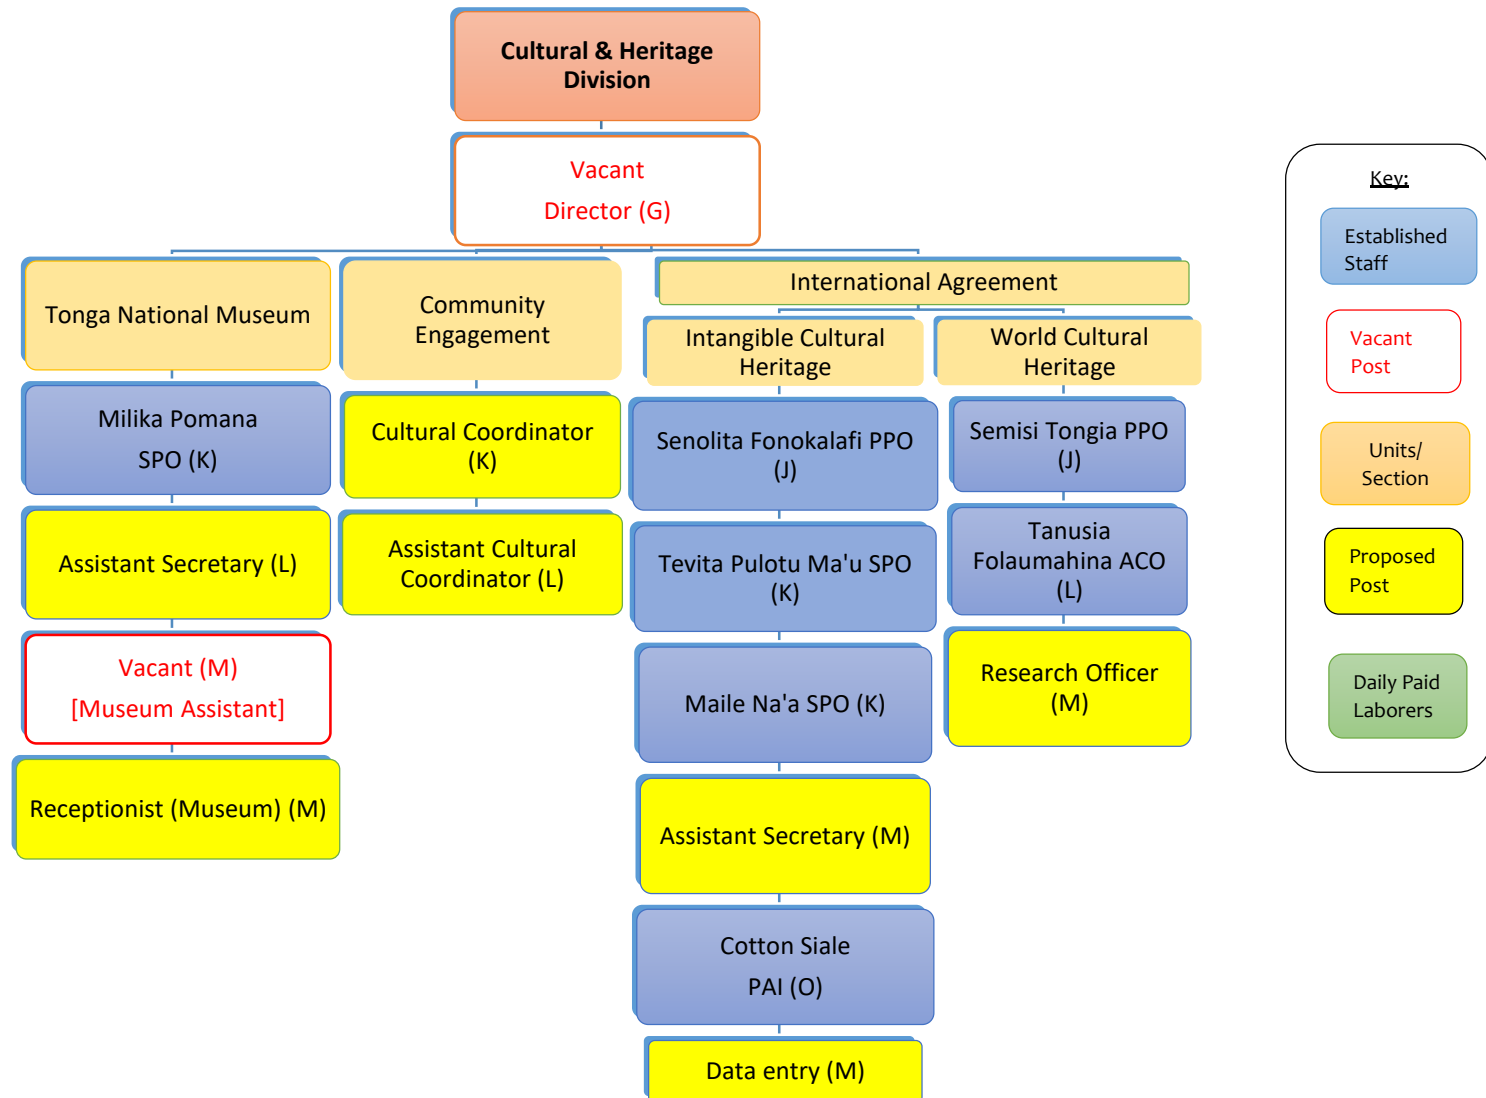 Cultural & Heritage
Division
Vacant
Director (G)
Tonga National Museum
Milika Pomana
SPO (K)
Assistant Secretary (L)
Vacant (M)
[Museum Assistant]
Receptionist (Museum) (M)
Community
Engagement
Cultural Coordinator
(K)
Assistant Cultural
Coordinator (L)
International Agreement
Intangible Cultural
Heritage
Senolita Fonokalafi PPO
(J)
Tevita Pulotu Ma'u SPO
(K)
Maile Na'a SPO (K)
Assistant Secretary (M)
Cotton Siale
PAI (O)
Data entry (M)
World Cultural
Heritage
Semisi Tongia PPO
(J)
Tanusia
Folaumahina ACO
(L)
Research Officer
(M)
Key:
Established
Staff
Vacant
Post
Units/
Section
Proposed
Post
Daily Paid
Laborers